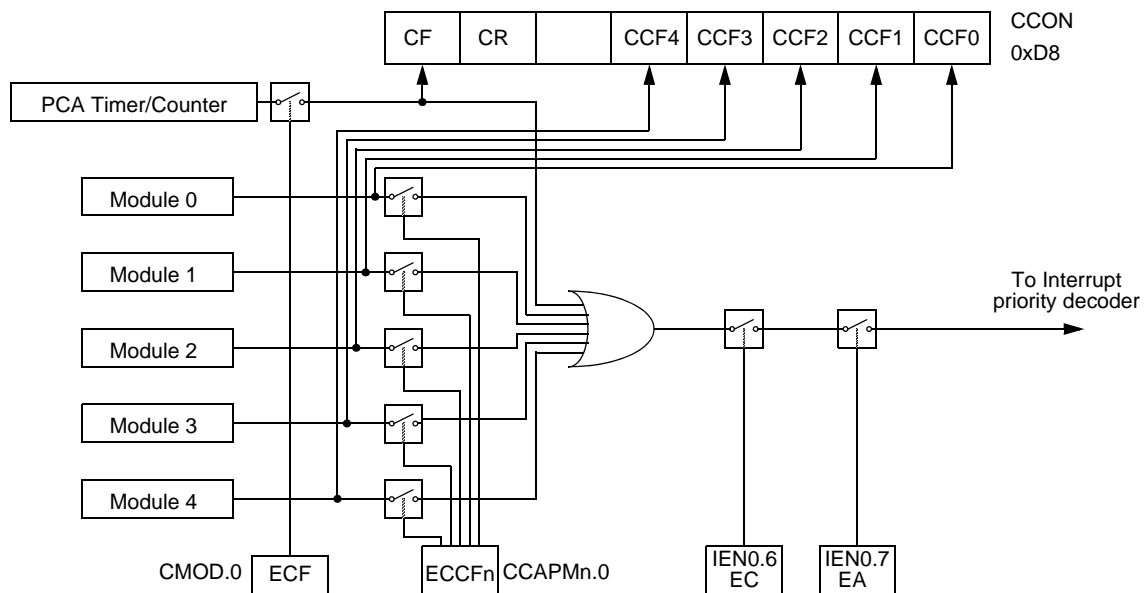 CF CR CCF4 CCF3 CCF2 CCF1 CCF0
CCON
0xD8
PCA Timer/Counter
Module 0
Module 1
Module 2
Module 3
Module 4
To Interrupt
priority decoder
CMOD.0
ECF
ECCFn
CCAPMn.0
IEN0.6
EC
IEN0.7
EA